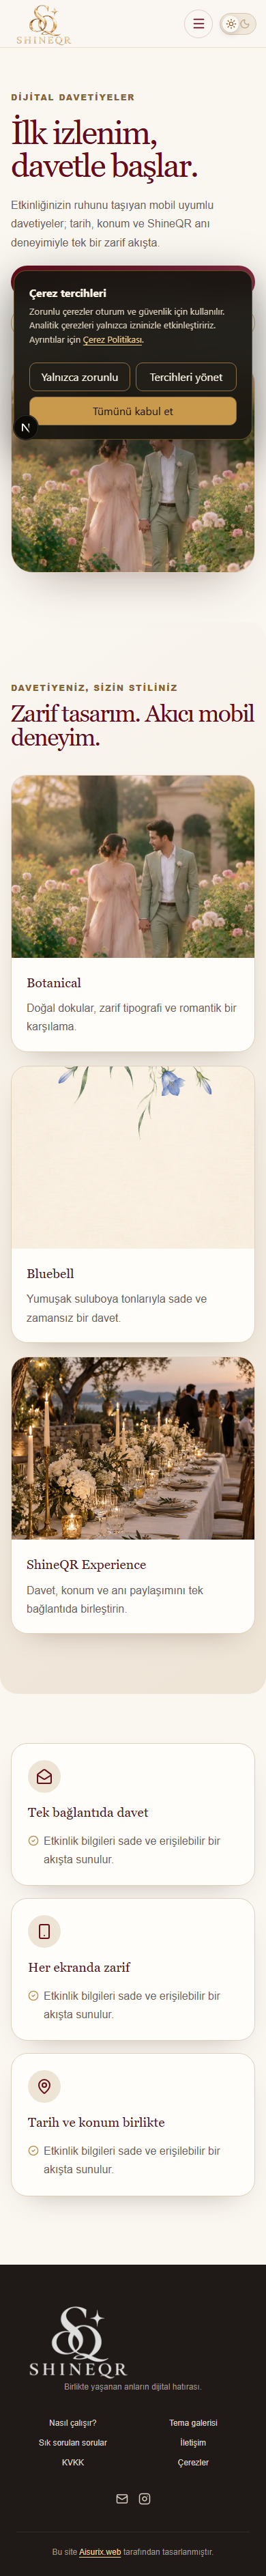 SHINEQR
DİJİTAL DAVETİYELER
İlk izlenim,
davetle başlar.
Etkinliğinizin ruhunu taşıyan mobil uyumlu
davetiyeler; tarih, konum ve ShineQR anı
deneyimiyle tek bir zarif akışta.
Çerez tercihleri
Zorunlu çerezler oturum ve güvenlik için kullanılır.
Analitik çerezleri yalnızca izninizle etkinleştiririz.
Ayrıntılar için Çerez Politikası.
Yalnızca zorunlu
Tercihleri yönet
Tümünü kabul et
N
DAVETİYENİZ, SİZİN STİLİNİZ
Zarif tasarım. Akıcı mobil
deneyim.
Botanical
Doğal dokular, zarif tipografi ve romantik bir
karşılama.
Bluebell
Yumuşak suluboya tonlarıyla sade ve
zamansız bir davet.
ShineQR Experience
Davet, konum ve anı paylaşımını tek
bağlantıda birleştirin.
Tek bağlantıda davet
Etkinlik bilgileri sade ve erişilebilir bir
akışta sunulur.
Her ekranda zarif
Etkinlik bilgileri sade ve erişilebilir bir
akışta sunulur.
Tarih ve konum birlikte
Etkinlik bilgileri sade ve erişilebilir bir
akışta sunulur.
SHINEQR
Birlikte yaşanan anların dijital hatırası.
Nasıl çalışır?
Tema galerisi
Sık sorulan sorular
İletişim
KVKK
Çerezler
Bu site Aisurix.web tarafından tasarlanmıştır.